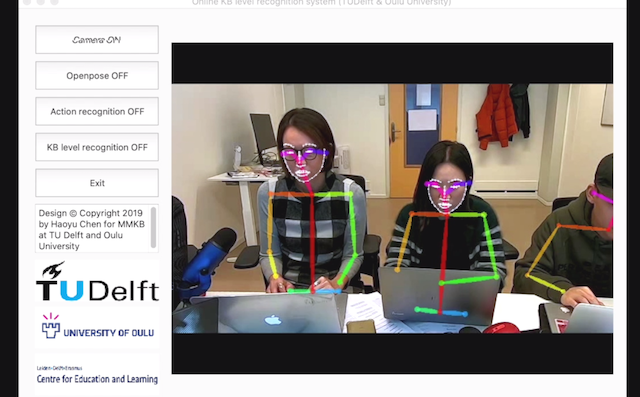 Online KB level recognition system (TUDelft & Oulu University)
Camera ON
Openpose OFF
Action recognition OFF
KB level recognition OFF
Exit
Design © Copyright 2019
by Haoyu Chen for MMKB
at TU Delft and Oulu
University
TUDelft
UNIVERSITY OF OULU
Leiden-Delft-Erasmus
Centre for Education and Learning